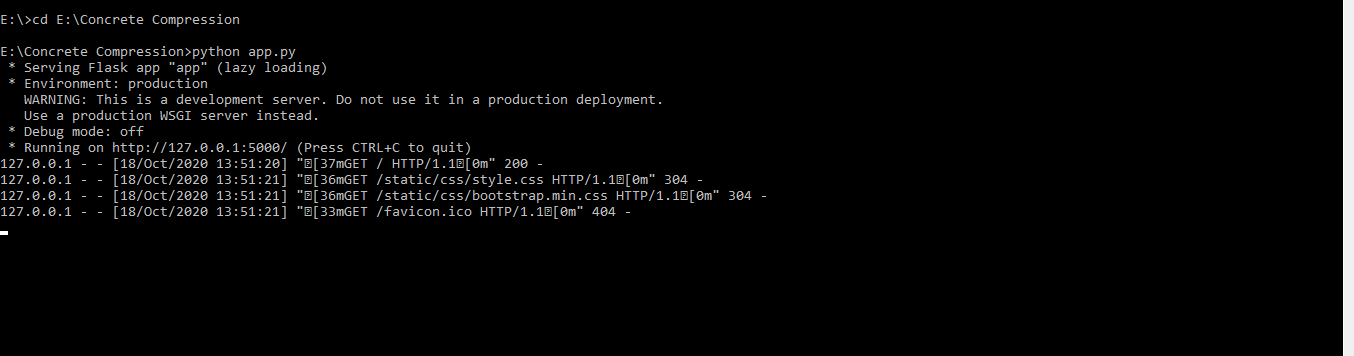 E:\>cd E:\Concrete Compression
E:\Concrete Compression>python app.py
* Serving Flask app "app" (lazy loading)
* Environment: production
WARNING: This is a development server. Do not use it in a production deployment.
Use a production WSGI server instead.
* Debug mode: off
* Running on http://127.0.0.1:5000/ (Press CTRL+C to quit)
127.0.0.1 - - [18/Oct/2020 13:51:20] "⍰[37mGET / HTTP/1.1⍰[0m" 200 -
127.0.0.1 - - [18/Oct/2020 13:51:21] "⍰[36mGET /static/css/style.css HTTP/1.1⍰[0m" 304 -
127.0.0.1 - - [18/Oct/2020 13:51:21] "⍰[36mGET /static/css/bootstrap.min.css HTTP/1.1⍰[0m" 304 -
127.0.0.1 - - [18/Oct/2020 13:51:21] "⍰[33mGET /favicon.ico HTTP/1.1⍰[0m" 404 -